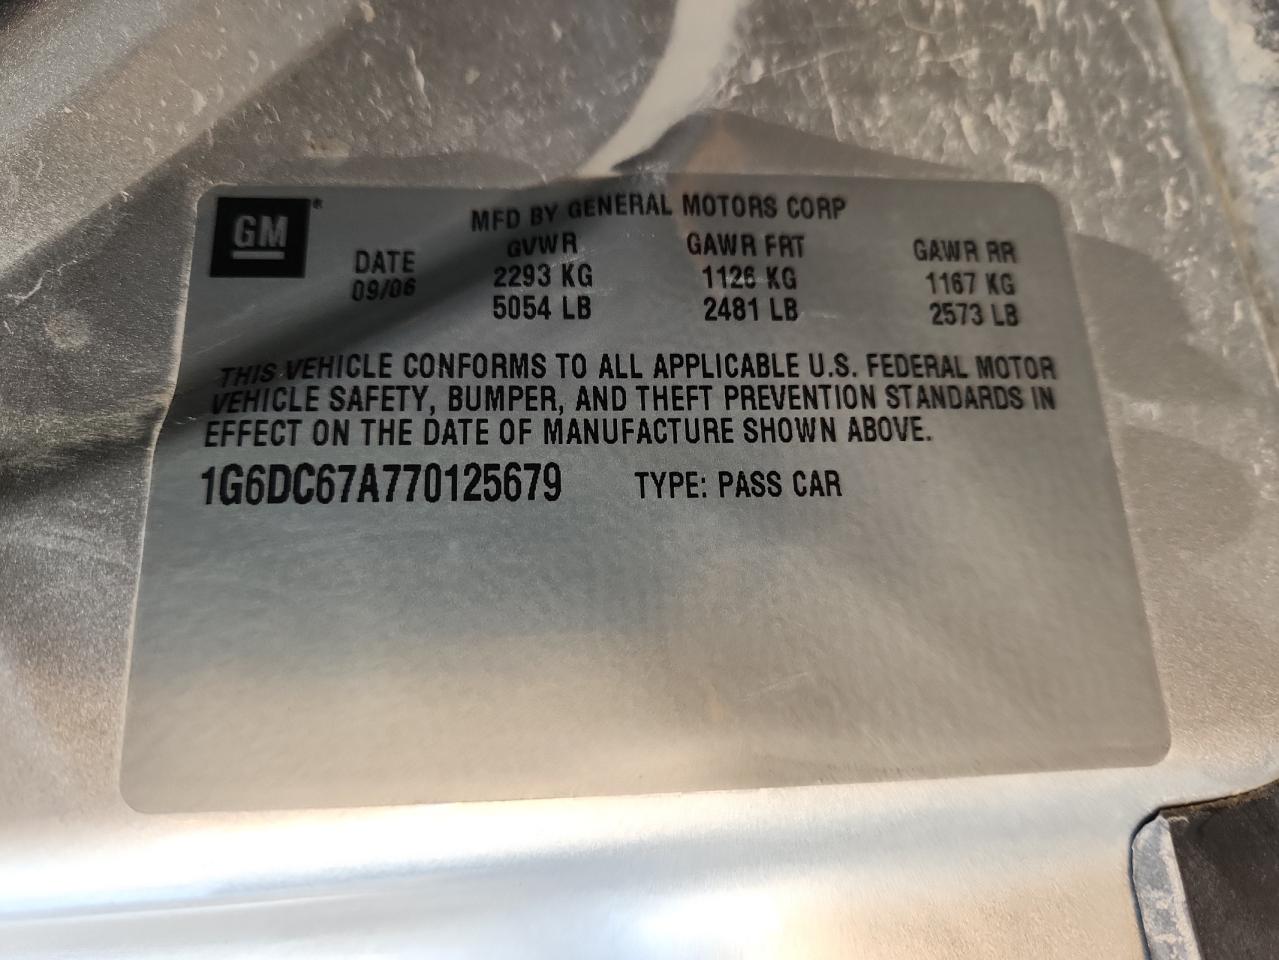 GM®
MFD BY GENERAL MOTORS CORP
DATE GVWR GAWR FRT GAWR RR
09/06 2293 KG 1126 KG 1167 KG
5054 LB 2481 LB 2573 LB
THIS VEHICLE CONFORMS TO ALL APPLICABLE U.S. FEDERAL MOTOR
VEHICLE SAFETY, BUMPER, AND THEFT PREVENTION STANDARDS IN
EFFECT ON THE DATE OF MANUFACTURE SHOWN ABOVE.
1G6DC67A770125679 TYPE: PASS CAR